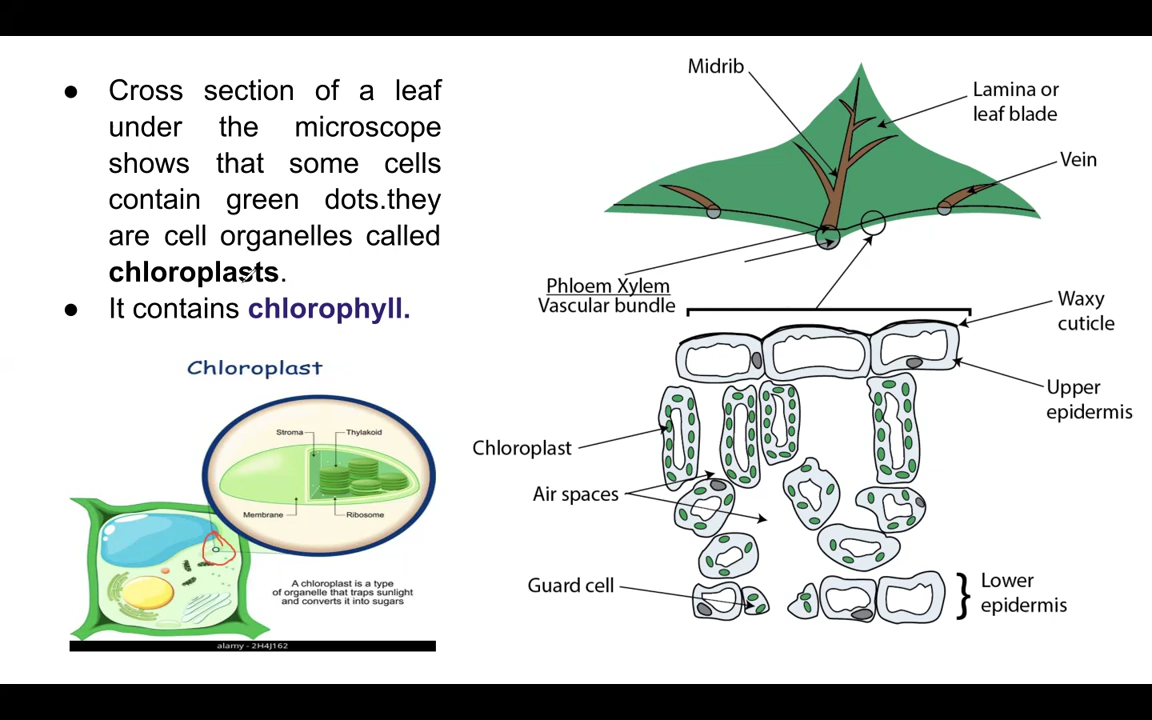 ● Cross section of a leaf
under the microscope
shows that some cells
contain green dots.they
are cell organelles called
chloroplasts.
● It contains chlorophyll.
Chloroplast
Stroma
Thylakoid
Membrane
Ribosome
A chloroplast is a type
of organelle that traps sunlight
and converts it into sugars
alamy - 2H4J162
Midrib
Lamina or
leaf blade
Vein
Phloem Xylem
Vascular bundle
Waxy
cuticle
Upper
epidermis
Chloroplast
Air spaces
Guard cell
Lower
epidermis